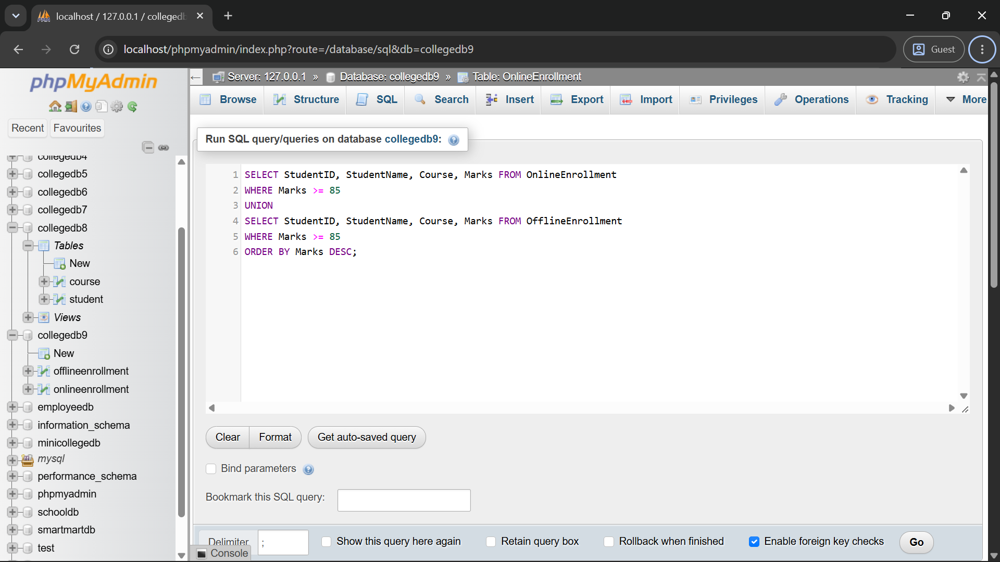 localhost / 127.0.0.1 / collegedb
localhost/phpmyadmin/index.php?route=/database/sql&db=collegedb9
Guest
phpMyAdmin
Recent
Favourites
collegedb4
collegedb5
collegedb6
collegedb7
collegedb8
Tables
New
course
student
Views
collegedb9
New
offlineenrollment
onlineenrollment
employeedb
information_schema
minicollegedb
mysql
performance_schema
phpmyadmin
schooldb
smartmartdb
test
Server: 127.0.0.1 » Database: collegedb9 » Table: OnlineEnrollment
Browse
Structure
SQL
Search
Insert
Export
Import
Privileges
Operations
Tracking
More
Run SQL query/queries on database collegedb9:
1 SELECT StudentID, StudentName, Course, Marks FROM OnlineEnrollment
2 WHERE Marks >= 85
3 UNION
4 SELECT StudentID, StudentName, Course, Marks FROM OfflineEnrollment
5 WHERE Marks >= 85
6 ORDER BY Marks DESC;
Clear
Format
Get auto-saved query
Bind parameters
Bookmark this SQL query:
Delimiter
;
Show this query here again
Retain query box
Rollback when finished
Enable foreign key checks
Go
Console